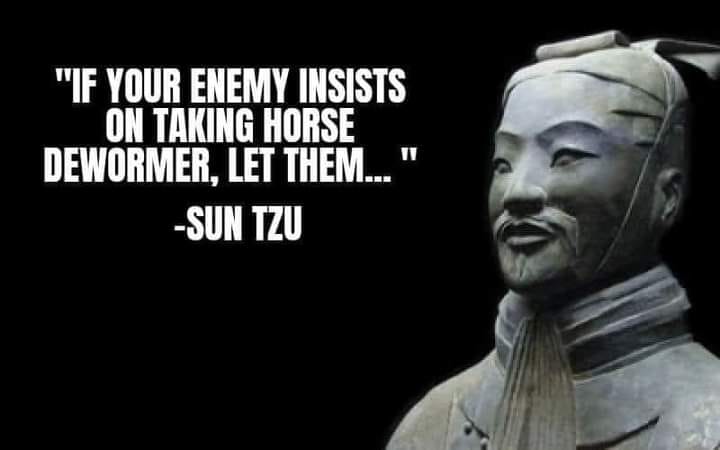 "IF YOUR ENEMY INSISTS
ON TAKING HORSE
DEWORMER, LET THEM... "
-SUN TZU